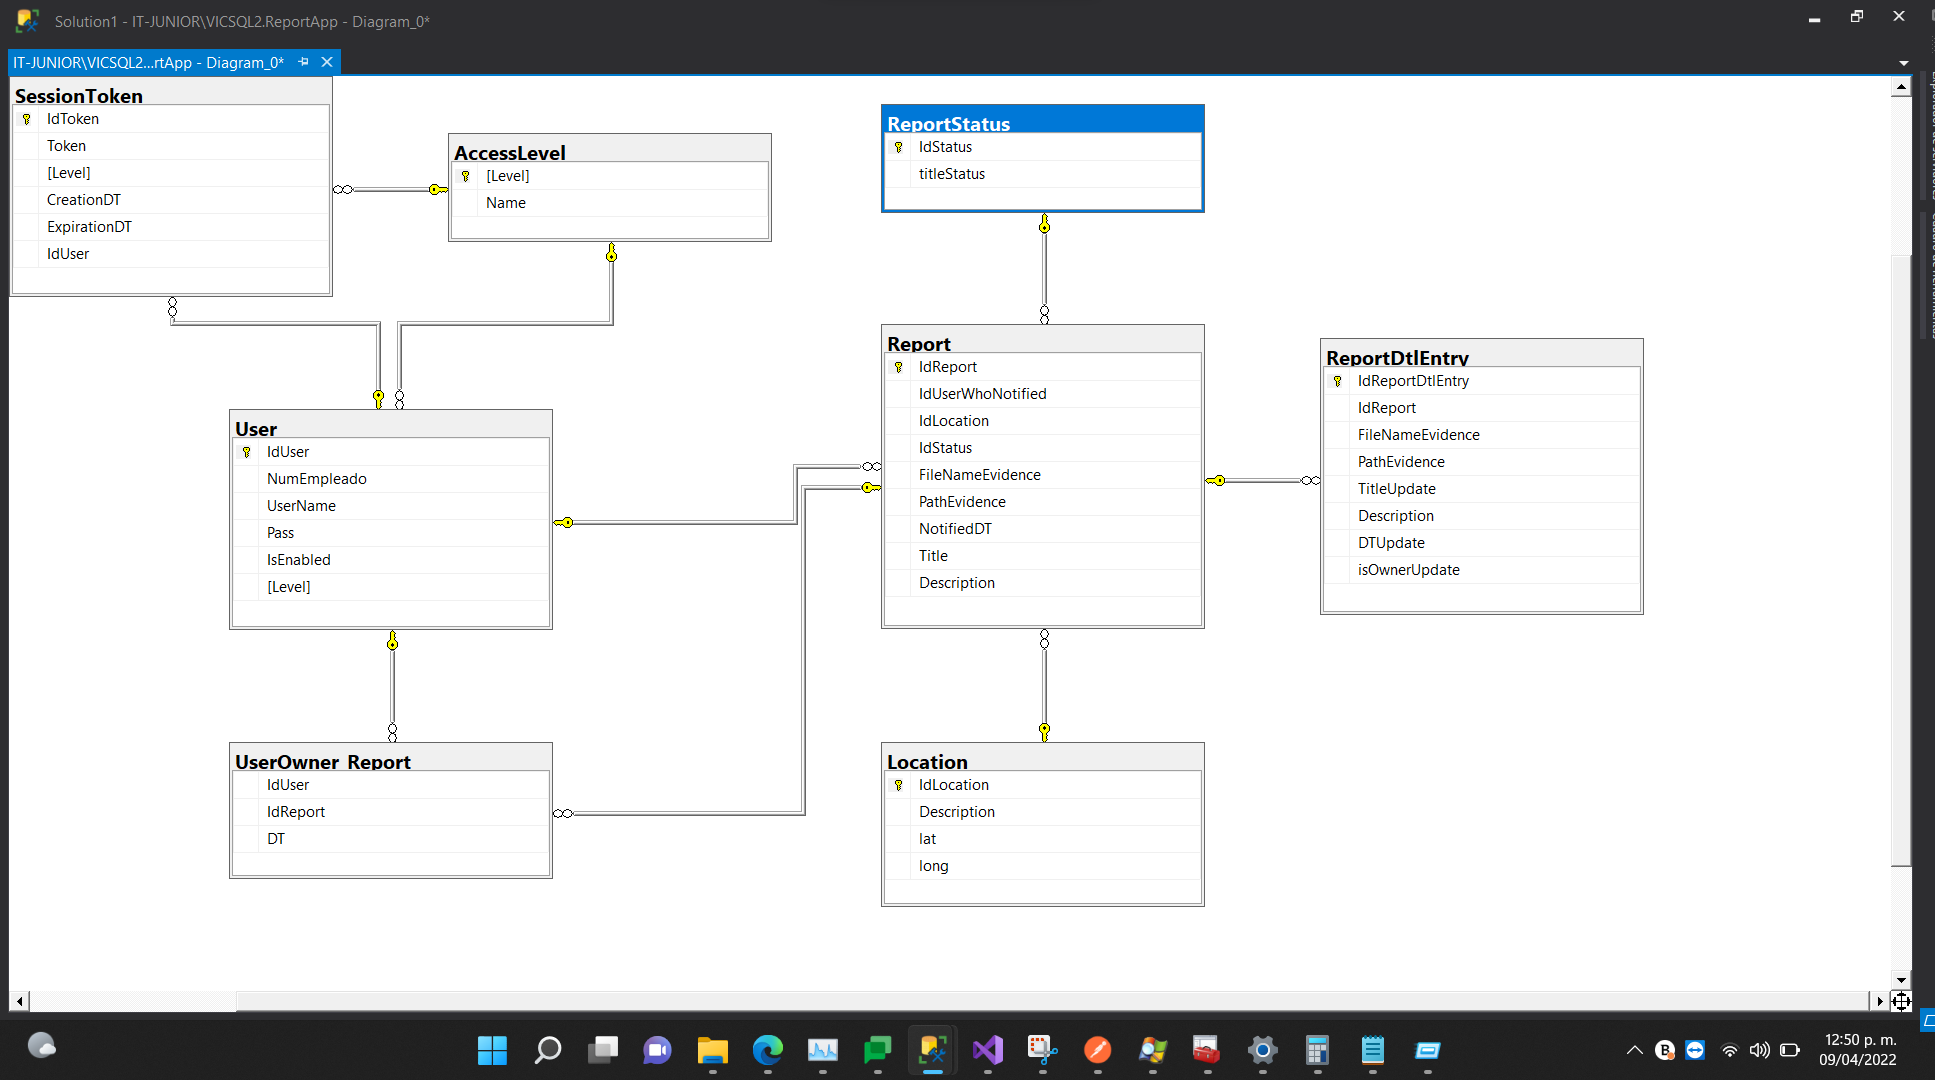 Solution1 - IT-JUNIOR\VICSQL2.ReportApp - Diagram_0*
IT-JUNIOR\VICSQL2...rtApp - Diagram_0*
SessionToken
IdToken
Token
[Level]
CreationDT
ExpirationDT
IdUser
AccessLevel
[Level]
Name
ReportStatus
IdStatus
titleStatus
User
IdUser
NumEmpleado
UserName
Pass
IsEnabled
[Level]
Report
IdReport
IdUserWhoNotified
IdLocation
IdStatus
FileNameEvidence
PathEvidence
NotifiedDT
Title
Description
ReportDtlEntry
IdReportDtlEntry
IdReport
FileNameEvidence
PathEvidence
TitleUpdate
Description
DTUpdate
isOwnerUpdate
UserOwner_Report
IdUser
IdReport
DT
Location
IdLocation
Description
lat
long
12:50 p. m.
09/04/2022